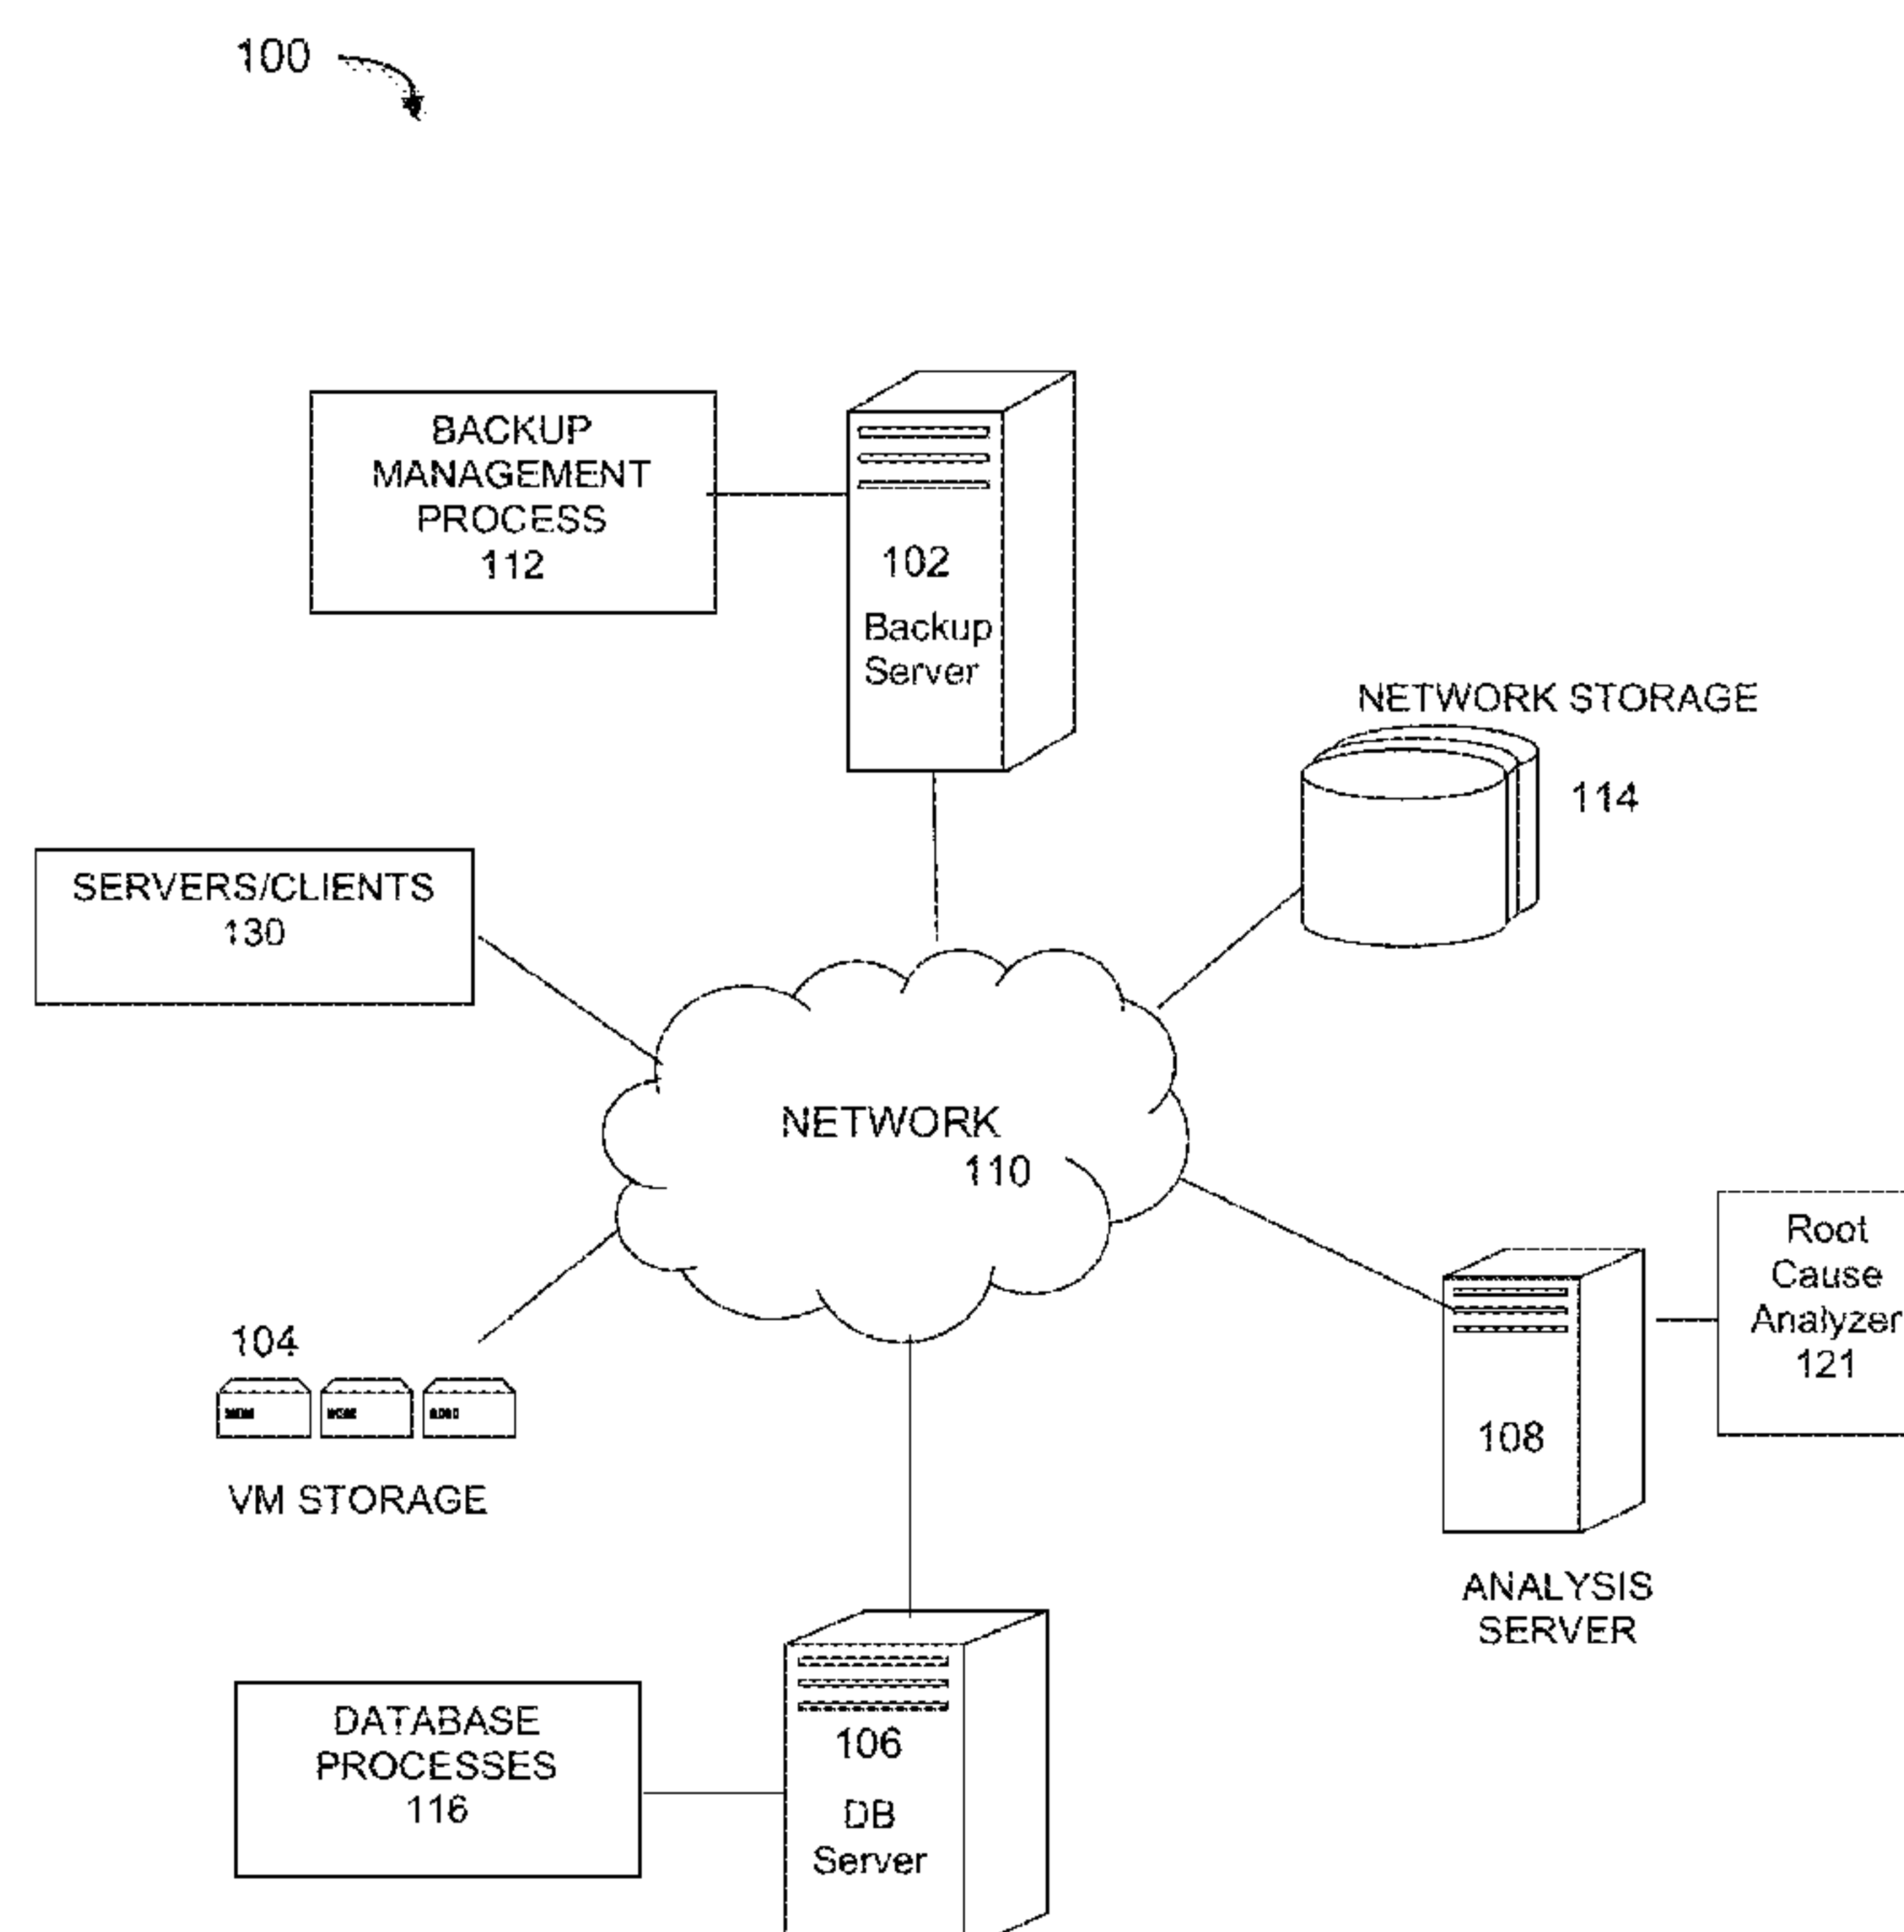 100
BACKUP
MANAGEMENT
PROCESS
112
102
Backup
Server
NETWORK STORAGE
114
SERVERS/CLIENTS
130
NETWORK
110
Root
Cause
Analyzer
121
104
VM STORAGE
108
ANALYSIS
SERVER
DATABASE
PROCESSES
116
106
DB
Server